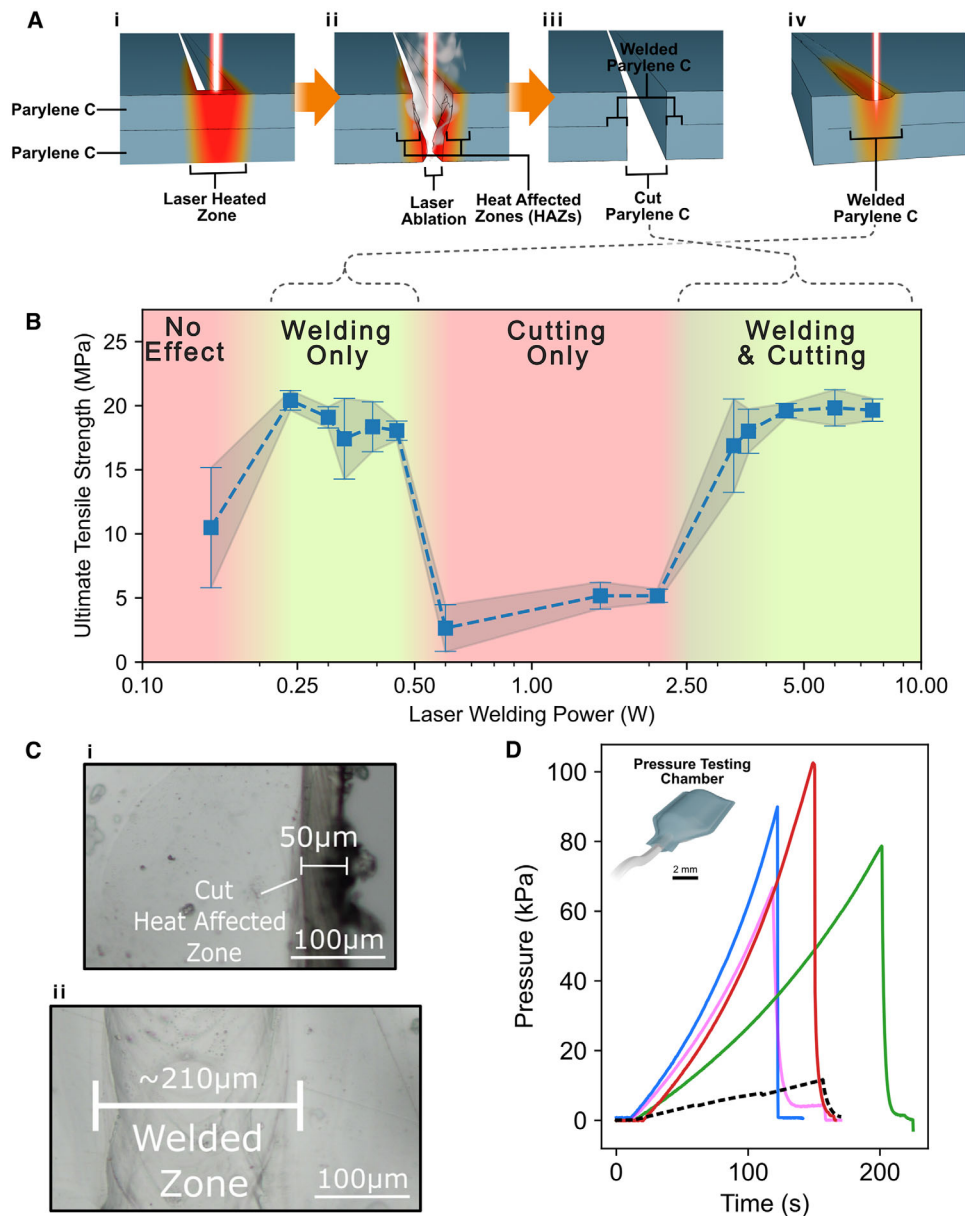 A
i
ii
iii
iv
Parylene C
Parylene C
Laser Heated
Zone
Laser
Ablation
Heat Affected
Zones (HAZs)
Welded
Parylene C
Cut
Parylene C
Welded
Parylene C
B
No
Effect
Welding
Only
Cutting
Only
Welding
& Cutting
Ultimate Tensile Strength (MPa)
25
20
15
10
5
0
0.10
0.25
0.50
1.00
2.50
5.00
10.00
Laser Welding Power (W)
C
i
50μm
Cut
Heat Affected
Zone
100μm
ii
~210μm
Welded
Zone
100μm
D
Pressure Testing
Chamber
2 mm
Pressure (kPa)
100
80
60
40
20
0
0
100
200
Time (s)